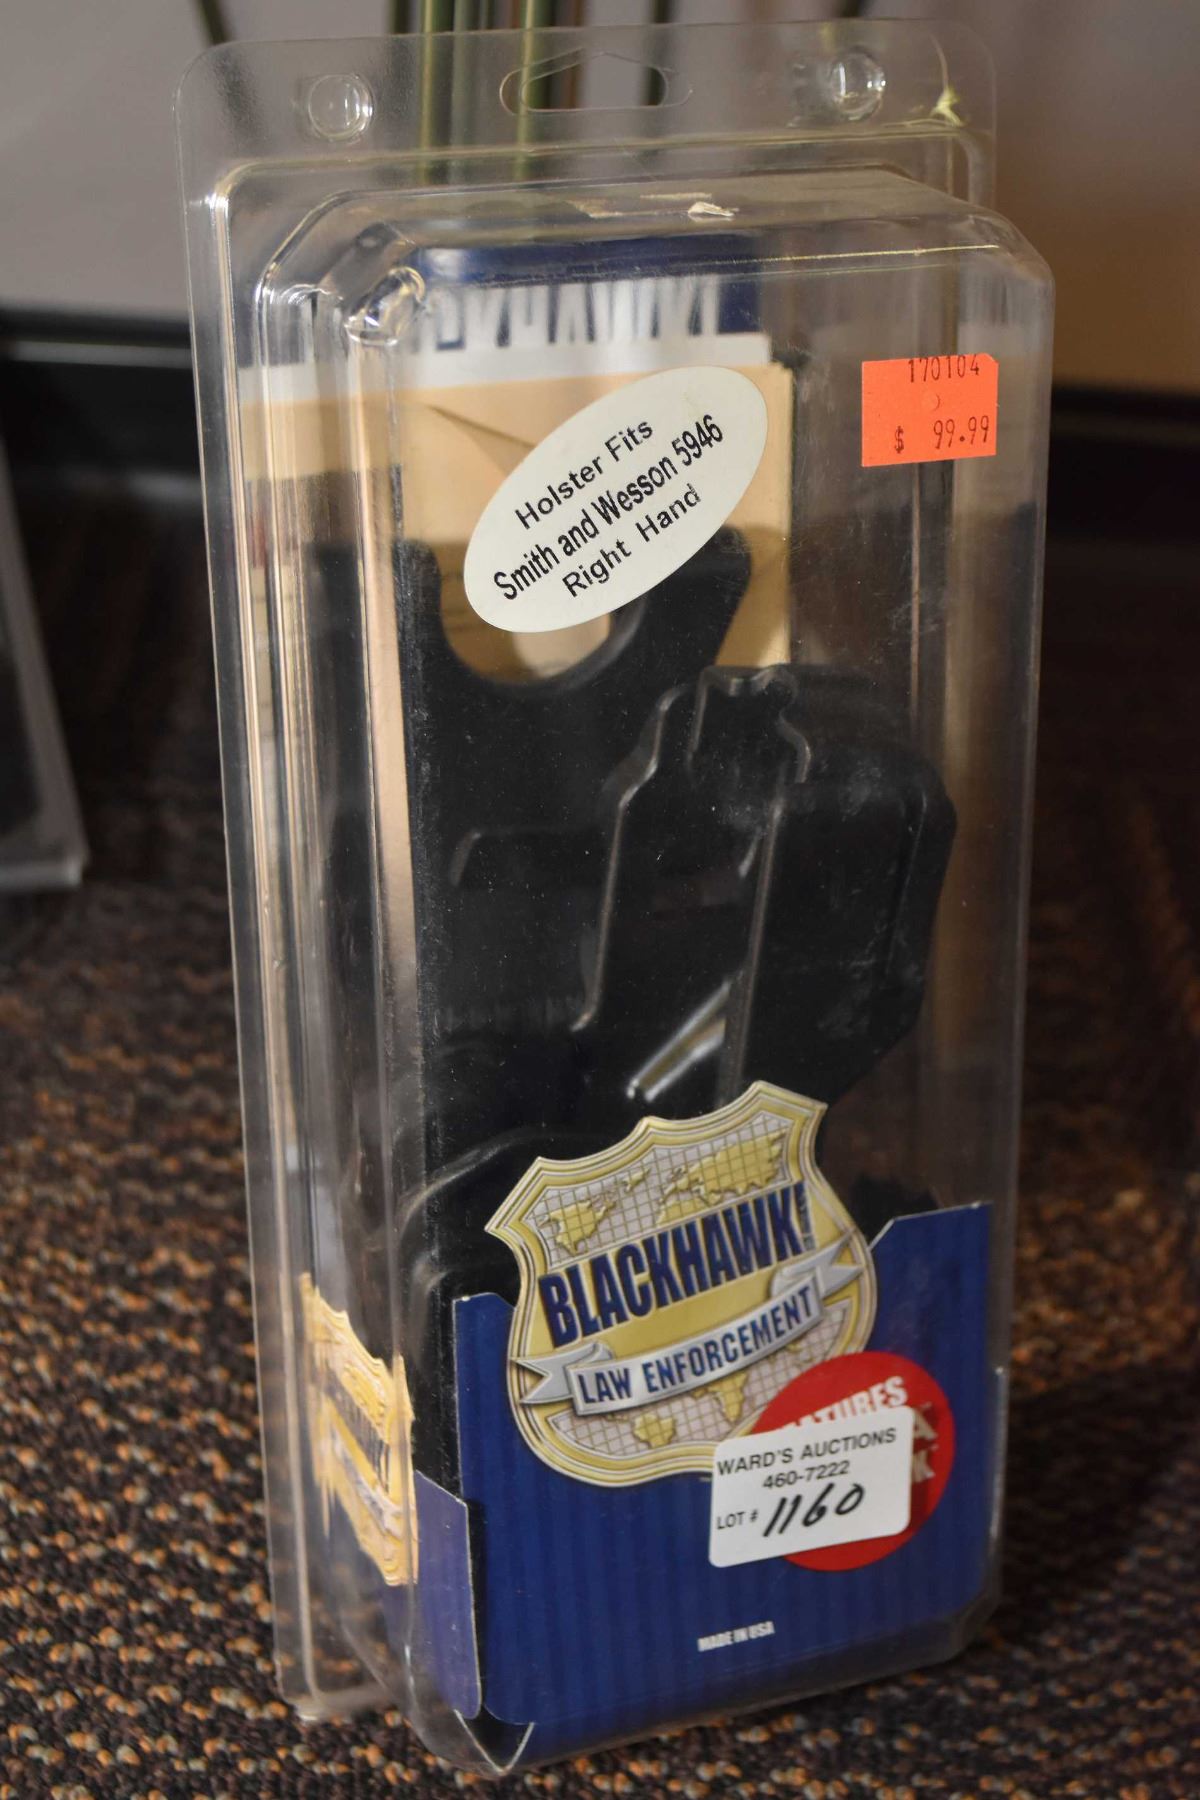 170104
$ 99.99
Holster Fits
Smith and Wesson 5946
Right Hand
BLACKHAWK!
LAW ENFORCEMENT
WARD'S AUCTIONS
460-7222
LOT # 1160
MADE IN USA